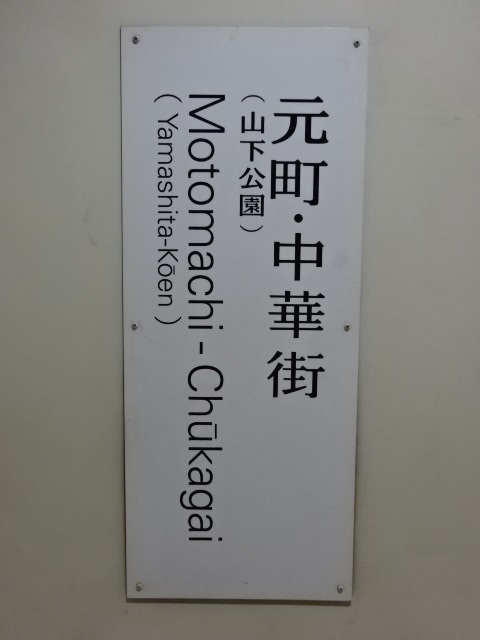 元町・中華街
（山下公園）
Motomachi - Chūkagai
( Yamashita-Kōen )